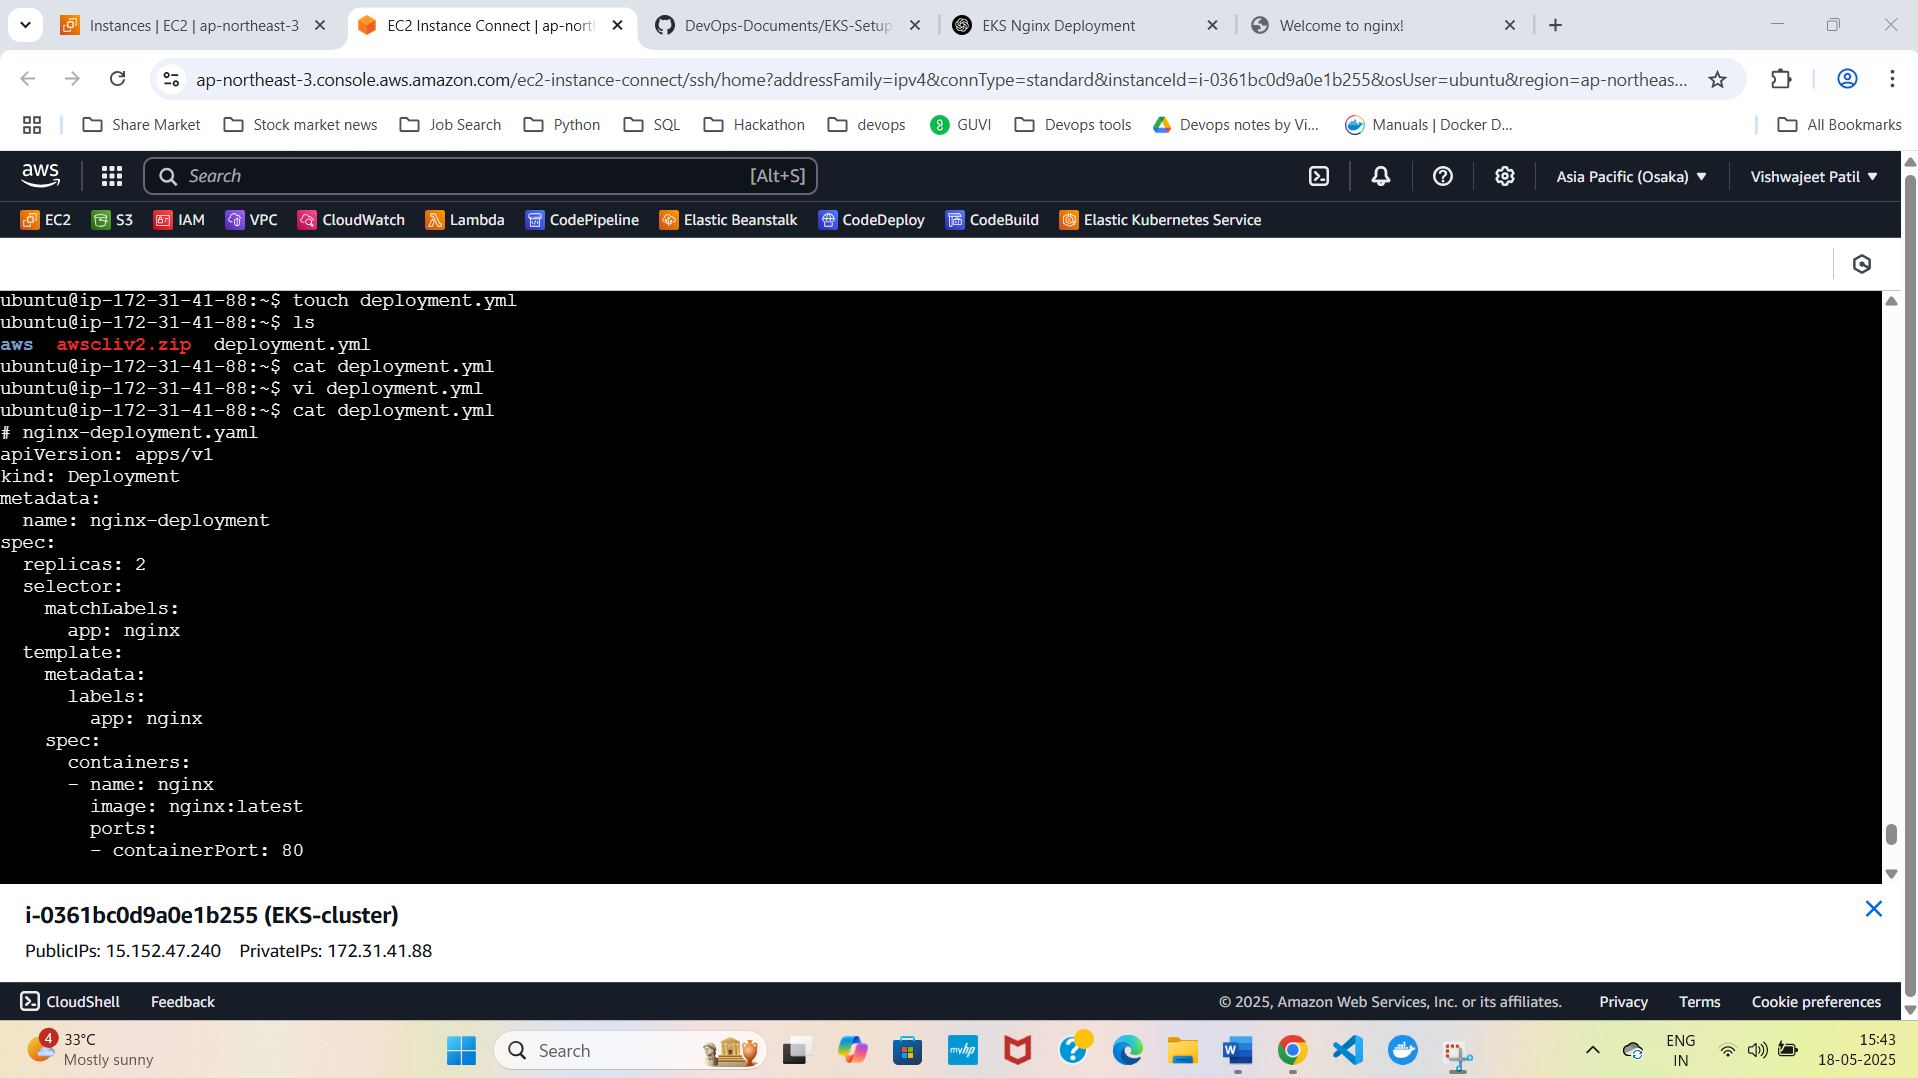 Instances | EC2 | ap-northeast-3
EC2 Instance Connect | ap-nort
DevOps-Documents/EKS-Setup
EKS Nginx Deployment
Welcome to nginx!
ap-northeast-3.console.aws.amazon.com/ec2-instance-connect/ssh/home?addressFamily=ipv4&connType=standard&instanceId=i-0361bc0d9a0e1b255&osUser=ubuntu&region=ap-northeas...
Share Market
Stock market news
Job Search
Python
SQL
Hackathon
devops
GUVI
Devops tools
Devops notes by Vi...
Manuals | Docker D...
All Bookmarks
aws
Search
[Alt+S]
Asia Pacific (Osaka)
Vishwajeet Patil
EC2
S3
IAM
VPC
CloudWatch
Lambda
CodePipeline
Elastic Beanstalk
CodeDeploy
CodeBuild
Elastic Kubernetes Service
ubuntu@ip-172-31-41-88:~$ touch deployment.yml
ubuntu@ip-172-31-41-88:~$ ls
aws  awscliv2.zip  deployment.yml
ubuntu@ip-172-31-41-88:~$ cat deployment.yml
ubuntu@ip-172-31-41-88:~$ vi deployment.yml
ubuntu@ip-172-31-41-88:~$ cat deployment.yml
# nginx-deployment.yaml
apiVersion: apps/v1
kind: Deployment
metadata:
  name: nginx-deployment
spec:
  replicas: 2
  selector:
    matchLabels:
      app: nginx
  template:
    metadata:
      labels:
        app: nginx
    spec:
      containers:
      - name: nginx
        image: nginx:latest
        ports:
        - containerPort: 80
i-0361bc0d9a0e1b255 (EKS-cluster)
PublicIPs: 15.152.47.240 PrivateIPs: 172.31.41.88
CloudShell
Feedback
© 2025, Amazon Web Services, Inc. or its affiliates.
Privacy
Terms
Cookie preferences
4
33°C
Mostly sunny
Search
myhp
ENG
IN
15:43
18-05-2025